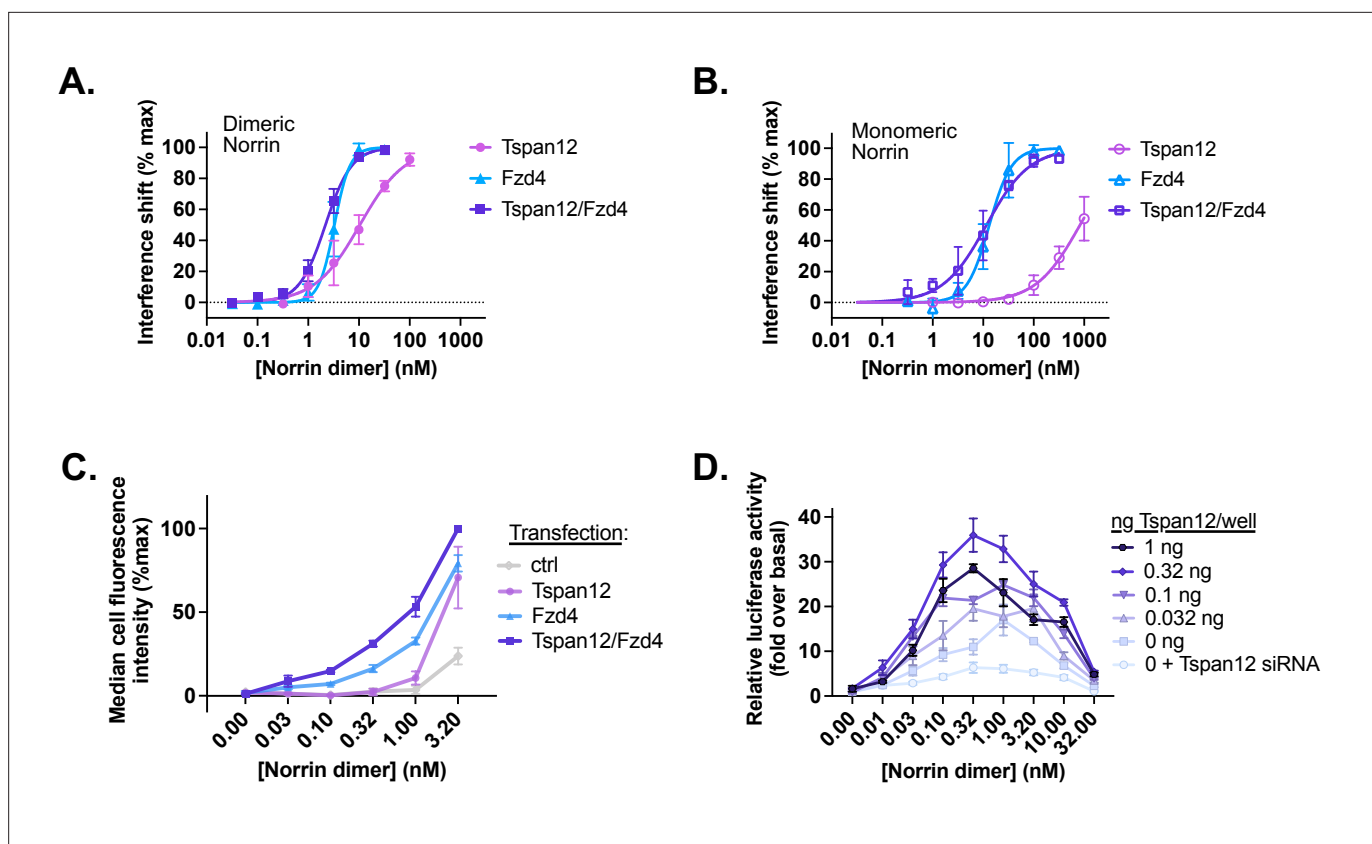 A.
Interference shift (% max)
Dimeric
Norrin
100
80
60
40
20
0
0.01
0.1
1
10
100
1000
[Norrin dimer] (nM)
Tspan12
Fzd4
Tspan12/Fzd4
B.
Interference shift (% max)
Monomeric
Norrin
100
80
60
40
20
0
0.01
0.1
1
10
100
1000
[Norrin monomer] (nM)
Tspan12
Fzd4
Tspan12/Fzd4
C.
Median cell fluorescence
intensity (%max)
100
50
0
0.00
0.03
0.10
0.32
1.00
3.20
[Norrin dimer] (nM)
Transfection:
ctrl
Tspan12
Fzd4
Tspan12/Fzd4
D.
Relative luciferase activity
(fold over basal)
40
30
20
10
0
0.00
0.01
0.03
0.10
0.32
1.00
3.20
10.00
32.00
[Norrin dimer] (nM)
ng Tspan12/well
1 ng
0.32 ng
0.1 ng
0.032 ng
0 ng
0 + Tspan12 siRNA